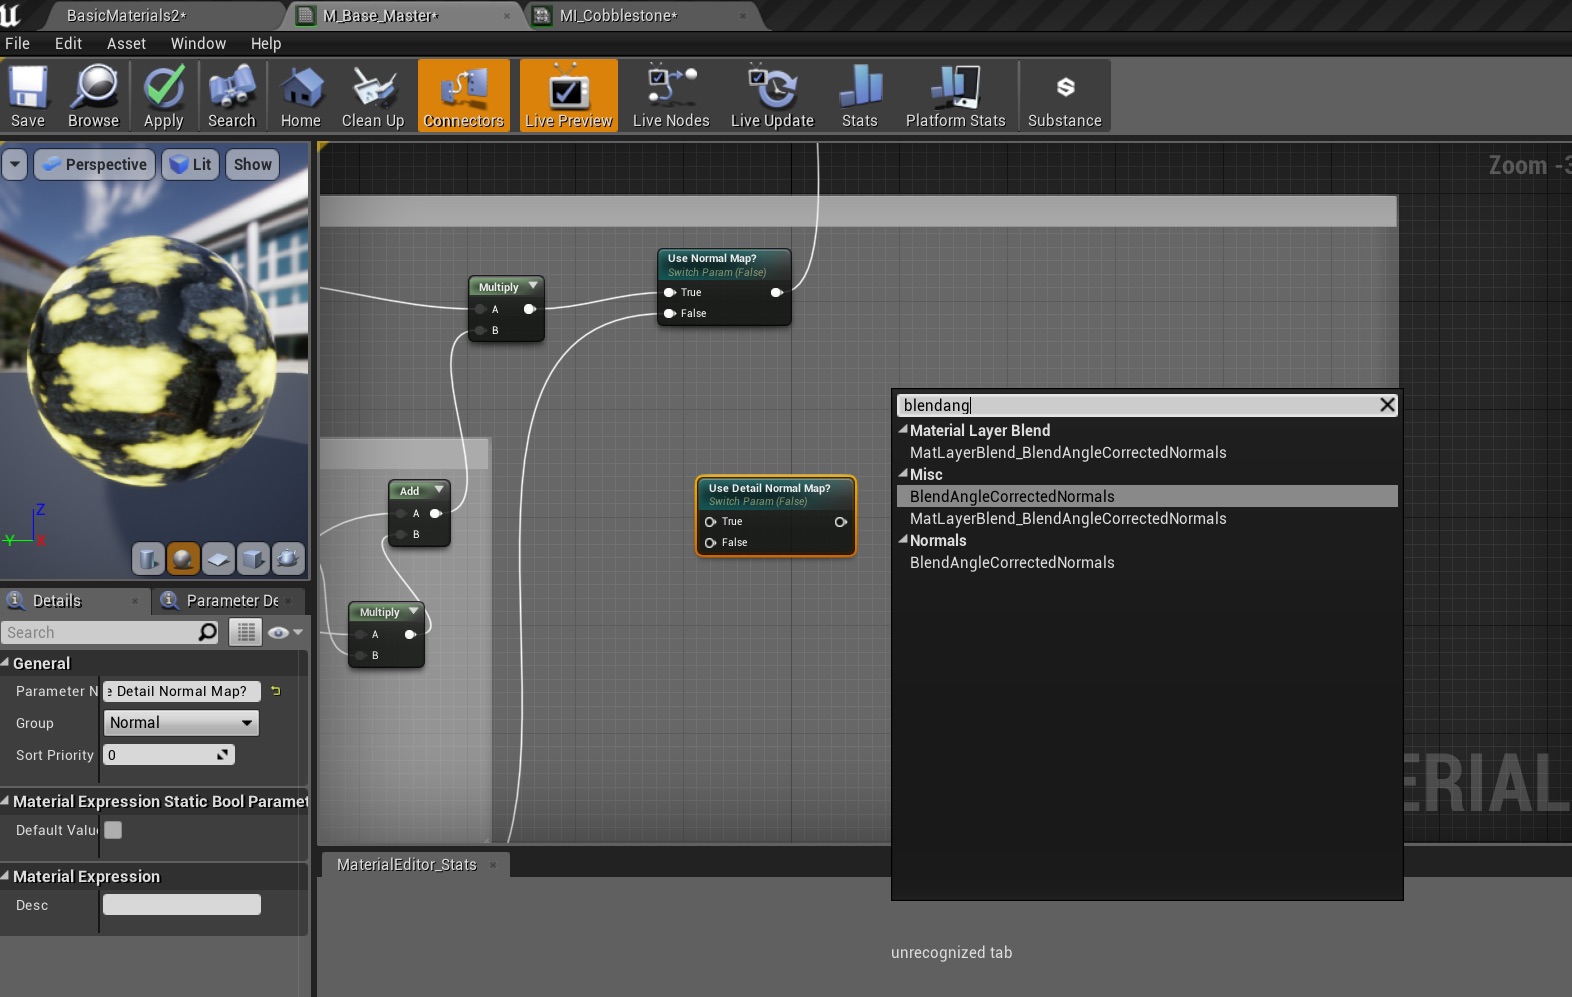 BasicMaterials2*
M_Base_Master*
MI_Cobblestone*
File Edit Asset Window Help
Save Browse Apply Search Home Clean Up Connectors Live Preview Live Nodes Live Update Stats Platform Stats Substance
Perspective Lit Show
Zoom -3
Use Normal Map?
Switch Param (False)
True
False
Multiply
A
B
blendang
Material Layer Blend
MatLayerBlend_BlendAngleCorrectedNormals
Misc
BlendAngleCorrectedNormals
MatLayerBlend_BlendAngleCorrectedNormals
Normals
BlendAngleCorrectedNormals
Use Detail Normal Map?
Switch Param (False)
True
False
Add
A
B
Multiply
A
B
Z
Y
X
Details
Parameter De
Search
General
Parameter N e Detail Normal Map?
Group Normal
Sort Priority 0
Material Expression Static Bool Paramet
Default Valu
Material Expression
Desc
ERIAL
MaterialEditor_Stats
unrecognized tab